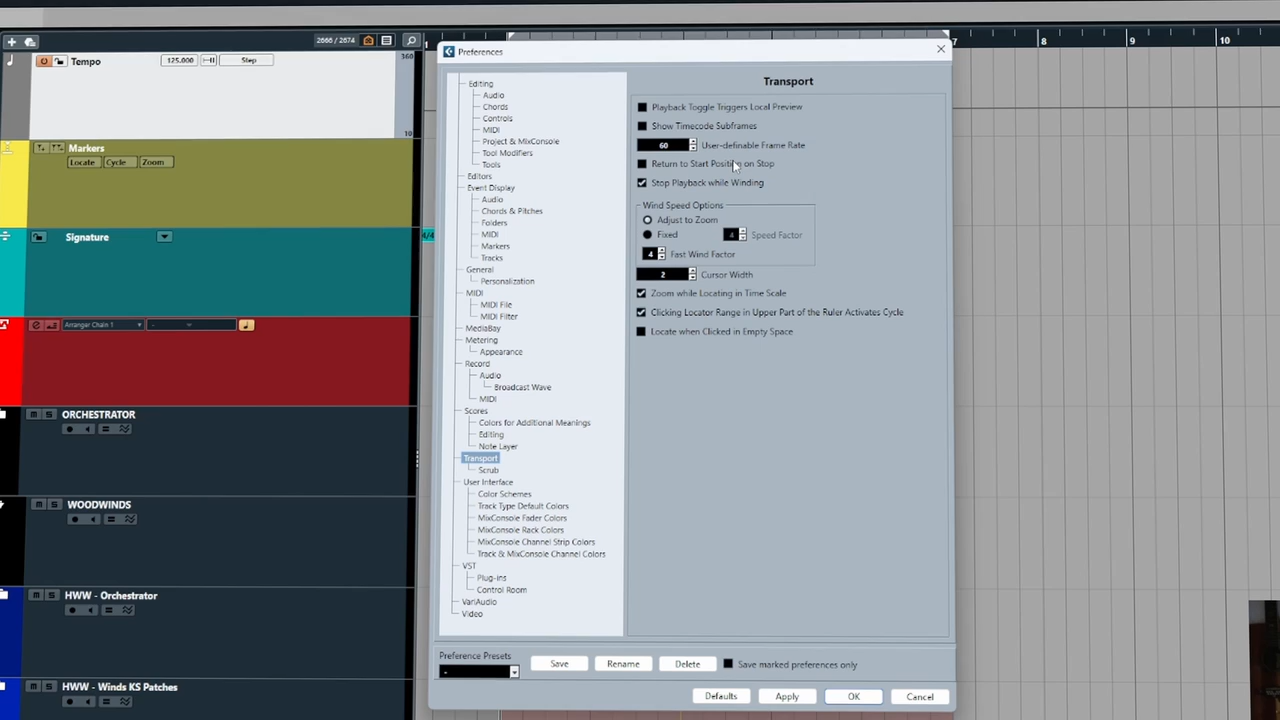 2666 / 2674
Tempo
125.000
Step
360
10
Markers
Locate
Cycle
Zoom
Signature
4/4
Arranger Chain 1
-
ORCHESTRATOR
M S
WOODWINDS
M S
HWW - Orchestrator
M S
HWW - Winds KS Patches
M S
1
7
8
9
10
Preferences
Editing
Audio
Chords
Controls
MIDI
Project & MixConsole
Tool Modifiers
Tools
Editors
Event Display
Audio
Chords & Pitches
Folders
MIDI
Markers
Tracks
General
Personalization
MIDI
MIDI File
MIDI Filter
MediaBay
Metering
Appearance
Record
Audio
Broadcast Wave
MIDI
Scores
Colors for Additional Meanings
Editing
Note Layer
Transport
Scrub
User Interface
Color Schemes
Track Type Default Colors
MixConsole Fader Colors
MixConsole Rack Colors
MixConsole Channel Strip Colors
Track & MixConsole Channel Colors
VST
Plug-ins
Control Room
VariAudio
Video
Transport
Playback Toggle Triggers Local Preview
Show Timecode Subframes
60 User-definable Frame Rate
Return to Start Position on Stop
Stop Playback while Winding
Wind Speed Options
Adjust to Zoom
Fixed 4 Speed Factor
4 Fast Wind Factor
2 Cursor Width
Zoom while Locating in Time Scale
Clicking Locator Range in Upper Part of the Ruler Activates Cycle
Locate when Clicked in Empty Space
Preference Presets
-
Save
Rename
Delete
Save marked preferences only
Defaults
Apply
OK
Cancel